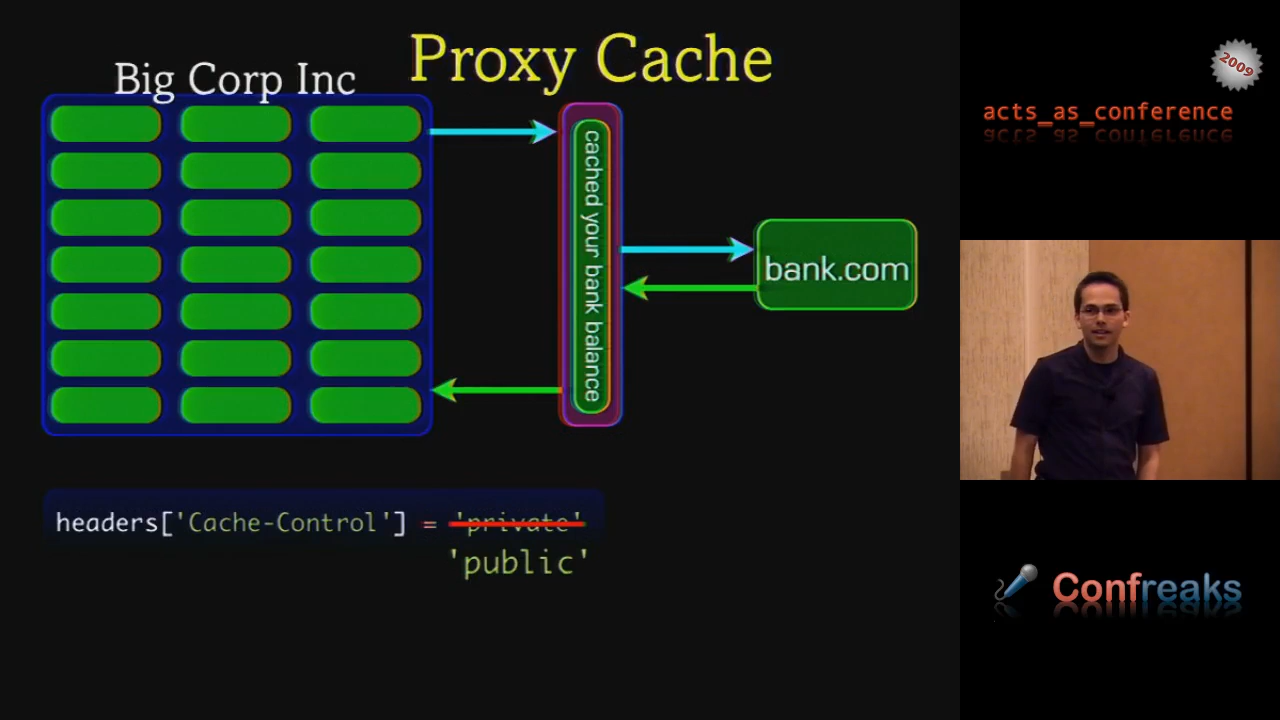 Proxy Cache
Big Corp Inc
cached your bank balance
bank.com
headers['Cache-Control'] = 'private'
'public'
2009
acts_as_conference
Confreaks